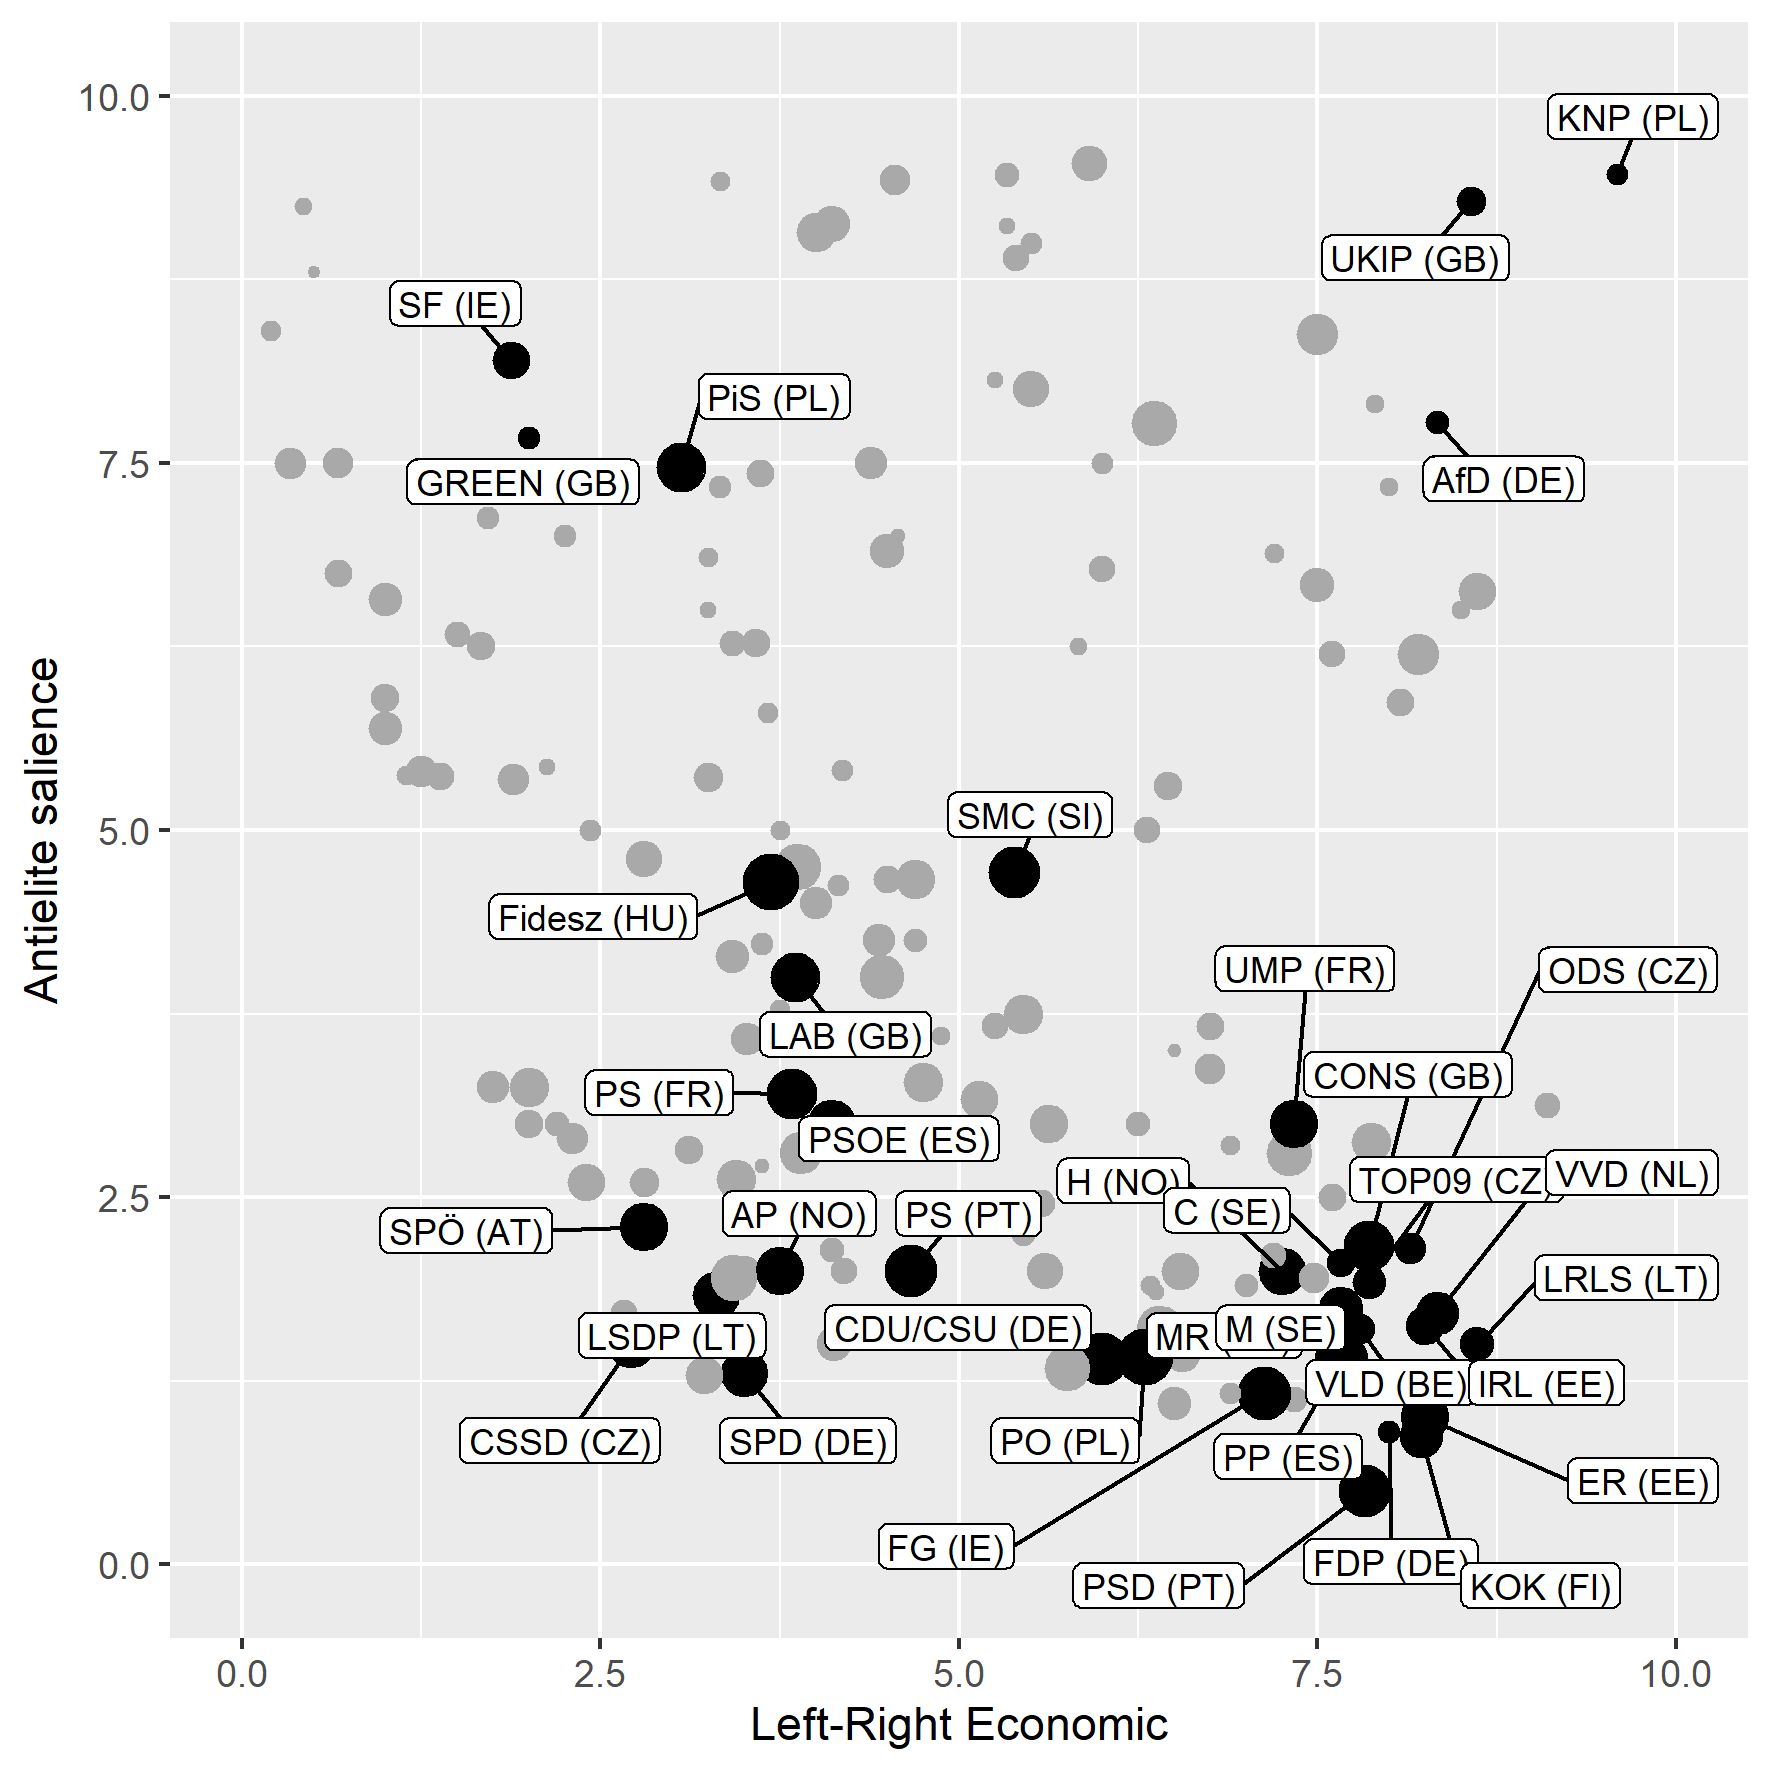 10.0
KNP (PL)
UKIP (GB)
SF (IE)
PiS (PL)
7.5
GREEN (GB)
AfD (DE)
Antielite salience
SMC (SI)
5.0
Fidesz (HU)
UMP (FR)
ODS (CZ)
LAB (GB)
CONS (GB)
PS (FR)
PSOE (ES)
H (NO)
TOP09 (CZ)
VVD (NL)
2.5
SPÖ (AT)
AP (NO)
PS (PT)
C (SE)
LRLS (LT)
LSDP (LT)
CDU/CSU (DE)
MR
M (SE)
VLD (BE)
IRL (EE)
CSSD (CZ)
SPD (DE)
PO (PL)
PP (ES)
ER (EE)
FG (IE)
0.0
FDP (DE)
PSD (PT)
KOK (FI)
0.0 2.5 5.0 7.5 10.0
Left-Right Economic